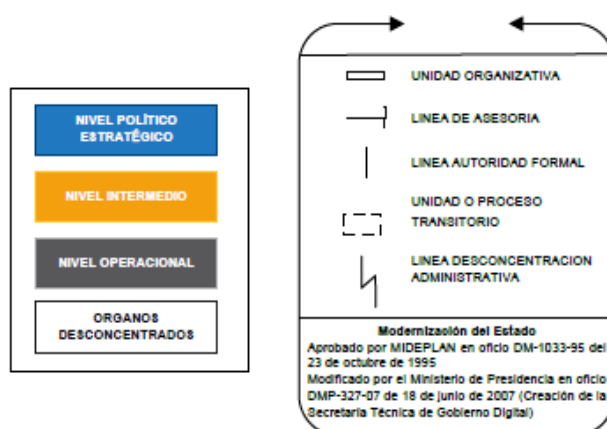 NIVEL POLÍTICO
ESTRATÉGICO
NIVEL INTERMEDIO
NIVEL OPERACIONAL
ORGANOS
DESCONCENTRADOS
UNIDAD ORGANIZATIVA
LINEA DE ASESORIA
LINEA AUTORIDAD FORMAL
UNIDAD O PROCESO
TRANSITORIO
LINEA DESCONCENTRACION
ADMINISTRATIVA
Modernización del Estado
Aprobado por MIDEPLAN en oficio DM-1033-95 del
23 de octubre de 1995
Modificado por el Ministerio de Presidencia en oficio
DMP-327-07 de 18 de junio de 2007 (Creación de la
Secretaría Técnica de Gobierno Digital)